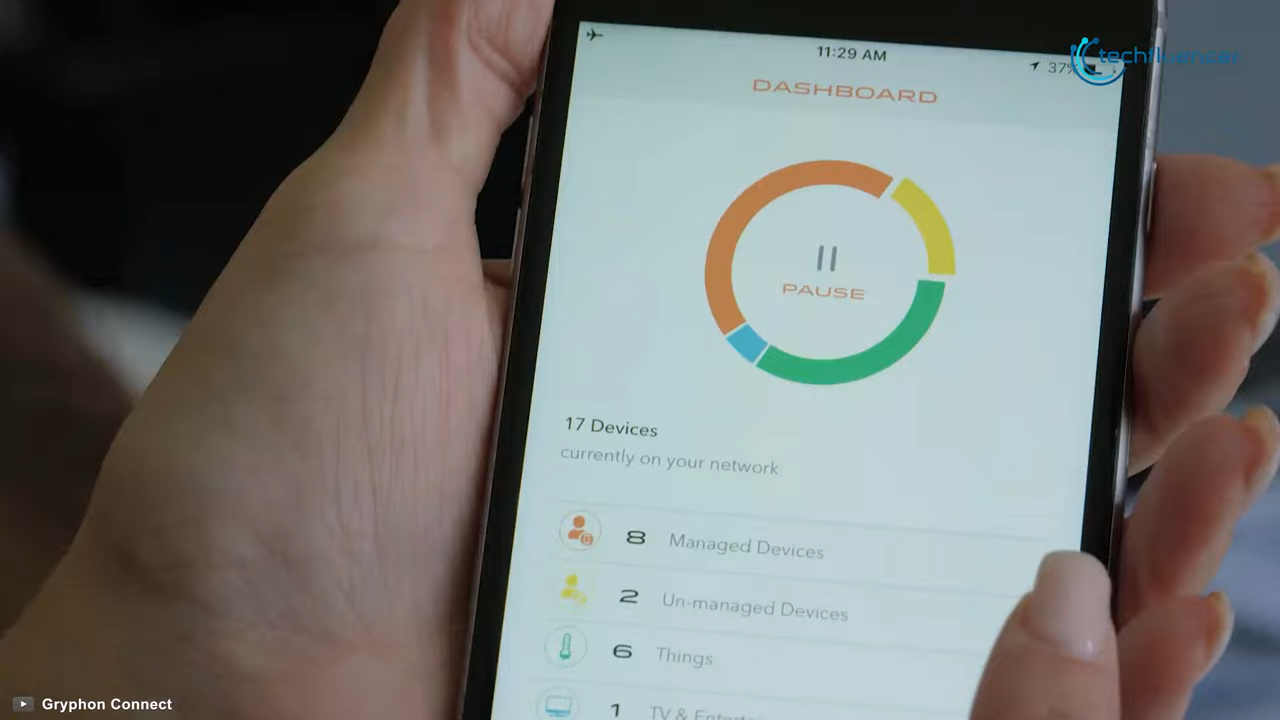 11:29 AM
37%
techfluencer
DASHBOARD
PAUSE
17 Devices
currently on your network
8 Managed Devices
2 Un-managed Devices
6 Things
1 TV &
Gryphon Connect